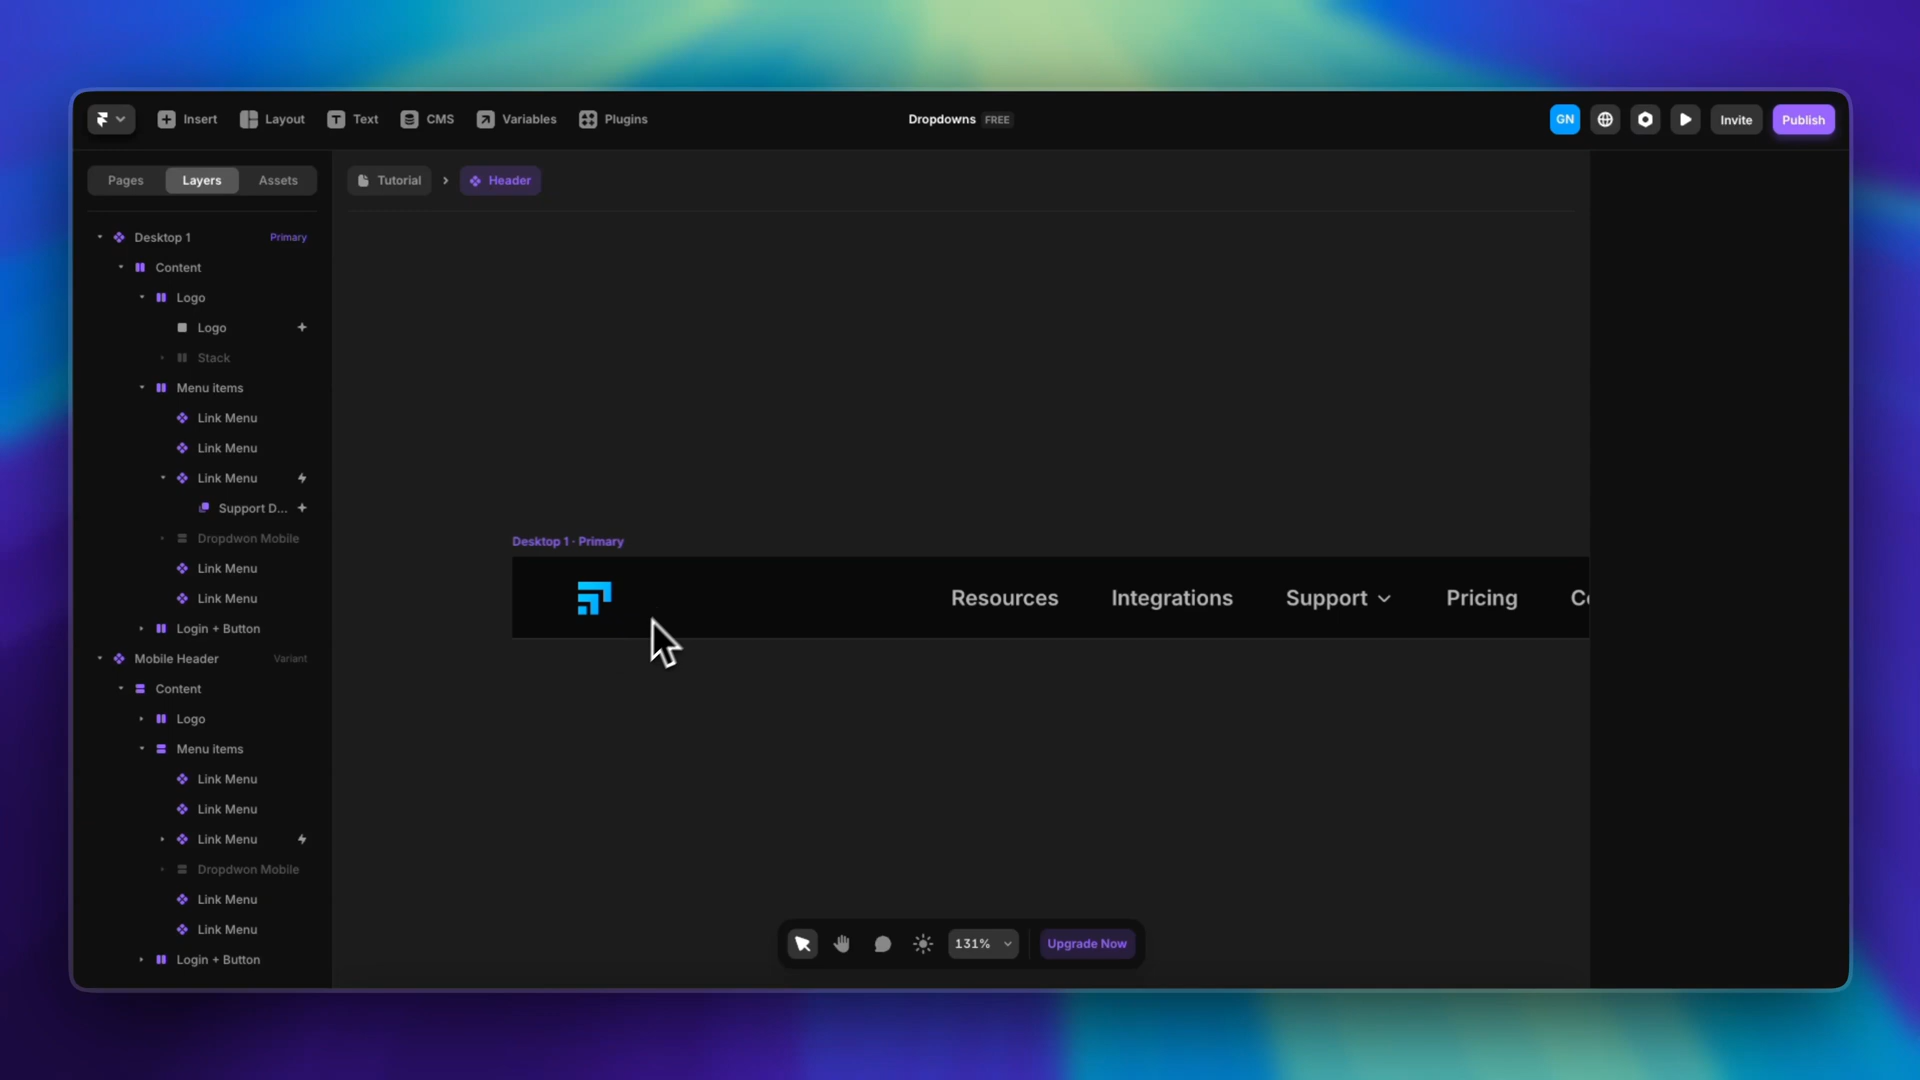 Insert Layout Text CMS Variables Plugins Dropdowns FREE GN Invite Publish
Pages Layers Assets
Tutorial Header
Desktop 1 Primary
Content
Logo
Logo
Stack
Menu items
Link Menu
Link Menu
Link Menu
Support D...
Dropdwon Mobile
Link Menu
Link Menu
Login + Button
Mobile Header Variant
Content
Logo
Menu items
Link Menu
Link Menu
Link Menu
Dropdwon Mobile
Link Menu
Link Menu
Login + Button
Desktop 1 · Primary
Resources Integrations Support Pricing
131% Upgrade Now